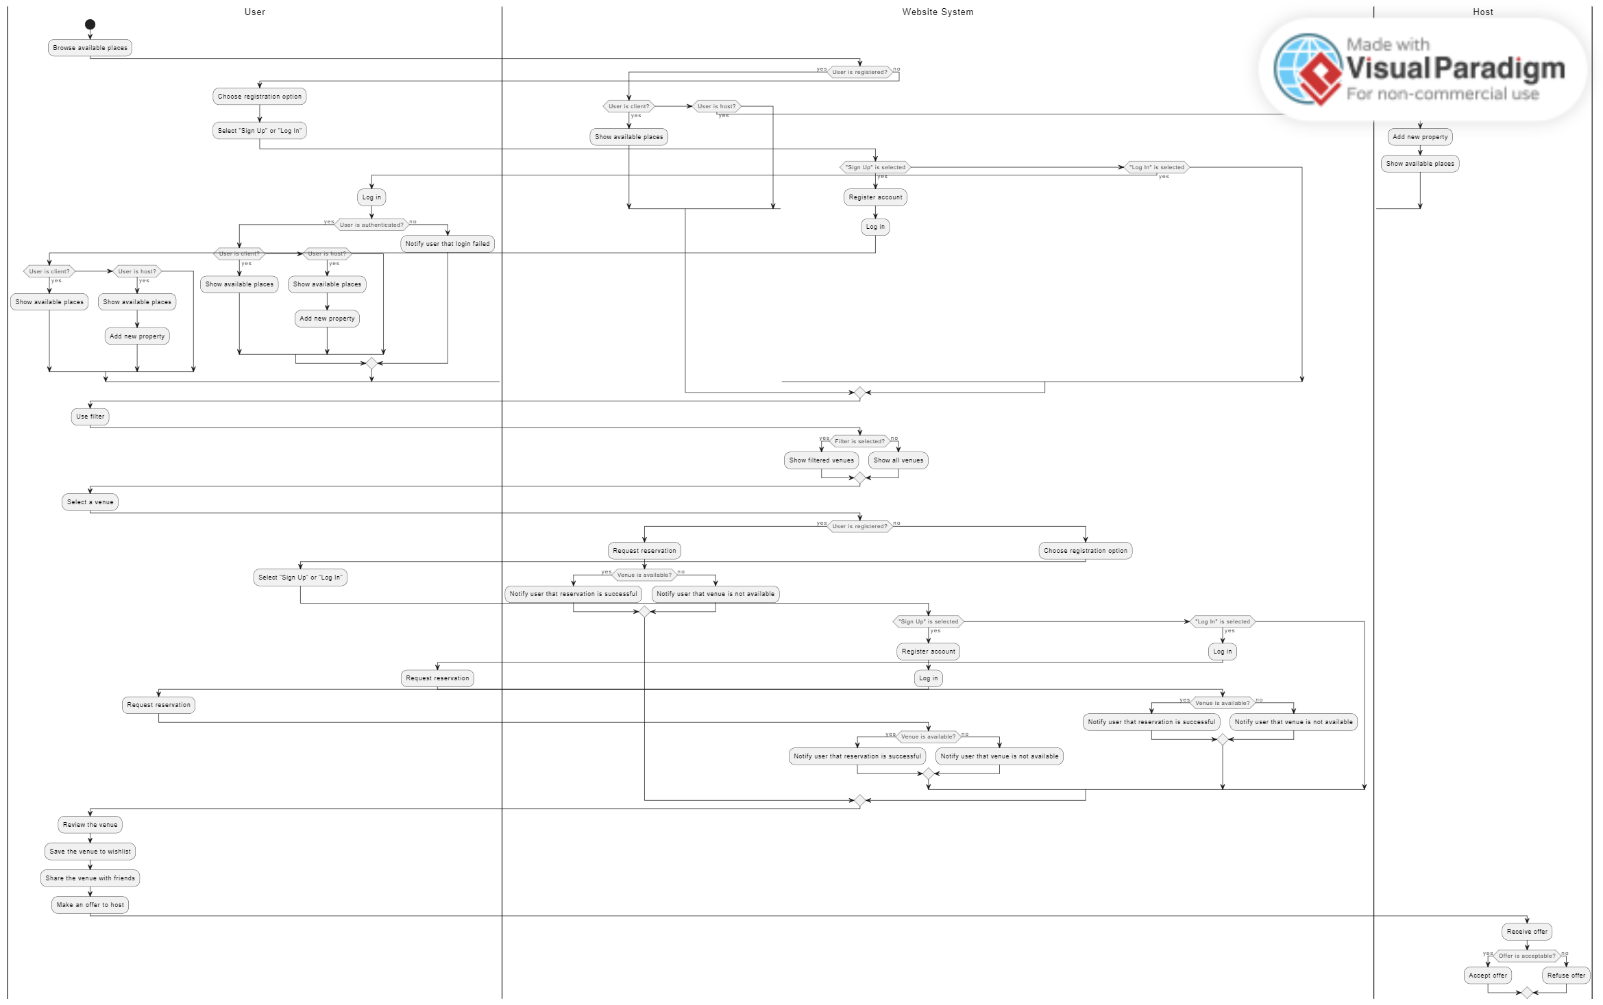 User
Website System
Host
Made with
Visual Paradigm
For non-commercial use
Browse available places
yes
User is registered?
no
Choose registration option
User is client?
User is host?
yes
yes
Select "Sign Up" or "Log In"
Show available places
Add new property
Show available places
"Sign Up" is selected
"Log In" is selected
yes
yes
Log in
Register account
yes
User is authenticated?
no
Log in
Notify user that login failed
User is client?
User is host?
yes
yes
User is client?
User is host?
yes
yes
Show available places
Show available places
Show available places
Show available places
Add new property
Add new property
Use filter
yes
Filter is selected?
no
Show filtered venues
Show all venues
Select a venue
yes
User is registered?
no
Request reservation
Choose registration option
Select "Sign Up" or "Log In"
yes
Venue is available?
no
Notify user that reservation is successful
Notify user that venue is not available
"Sign Up" is selected
"Log In" is selected
yes
yes
Register account
Log in
Request reservation
Log in
Request reservation
yes
Venue is available?
no
Notify user that reservation is successful
Notify user that venue is not available
yes
Venue is available?
no
Notify user that reservation is successful
Notify user that venue is not available
Review the venue
Save the venue to wishlist
Share the venue with friends
Make an offer to host
Receive offer
yes
Offer is acceptable?
no
Accept offer
Refuse offer